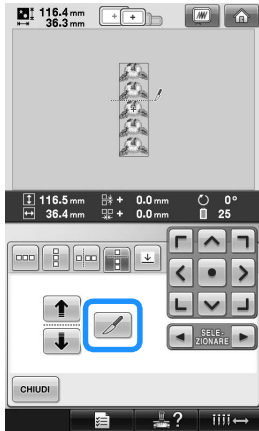 116.4 mm
36.3 mm
116.5 mm + 0.0 mm 0°
36.4 mm + 0.0 mm 25
SELE-
ZIONARE
CHIUDI
?